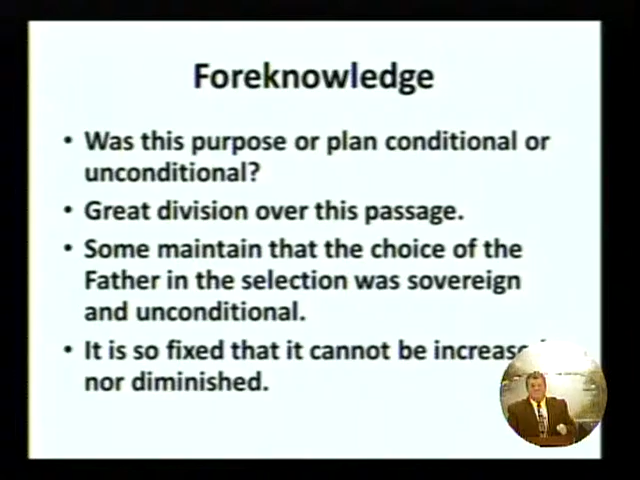 Foreknowledge
• Was this purpose or plan conditional or
unconditional?
• Great division over this passage.
• Some maintain that the choice of the
Father in the selection was sovereign
and unconditional.
• It is so fixed that it cannot be
nor diminished.